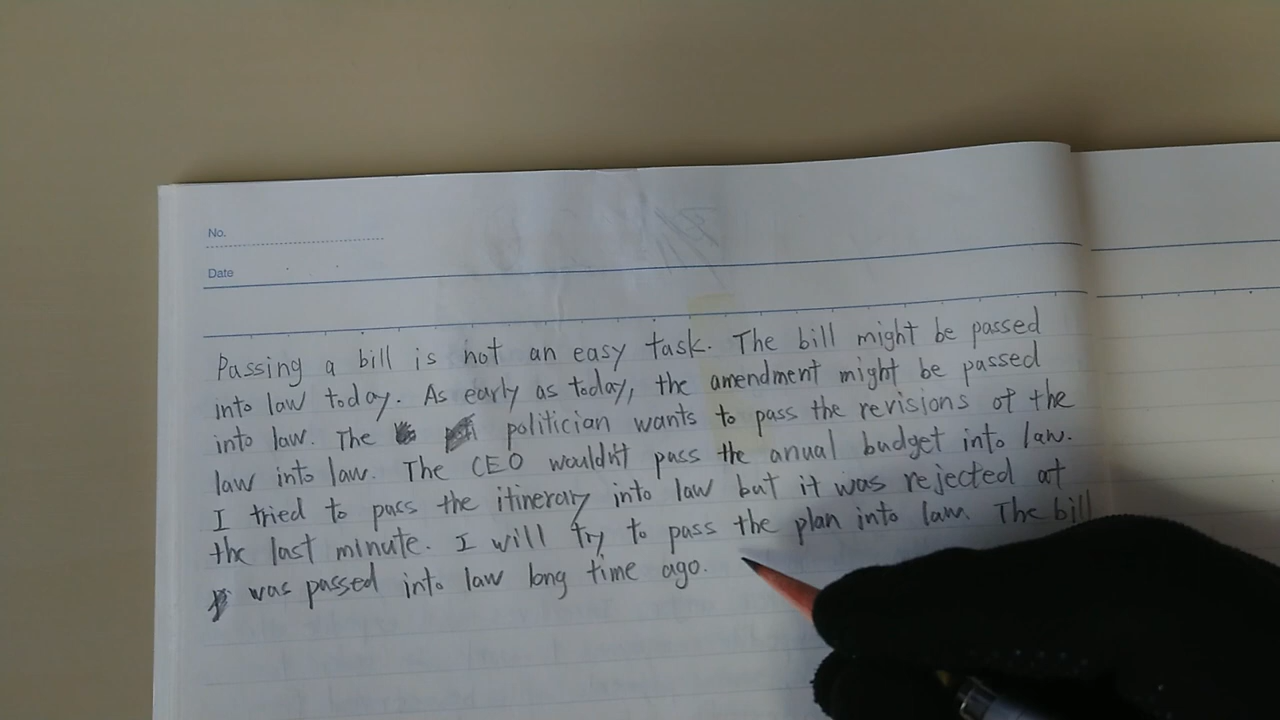 No.
Date
Passing a bill is not an easy task. The bill might be passed
into law today. As early as today, the amendment might be passed
into law. The politician wants to pass the revisions of the
law into law. The CEO wouldn't pass the anual budget into law.
I tried to pass the itinerary into law but it was rejected at
the last minute. I will try to pass the plan into law. The bill
was passed into law long time ago.